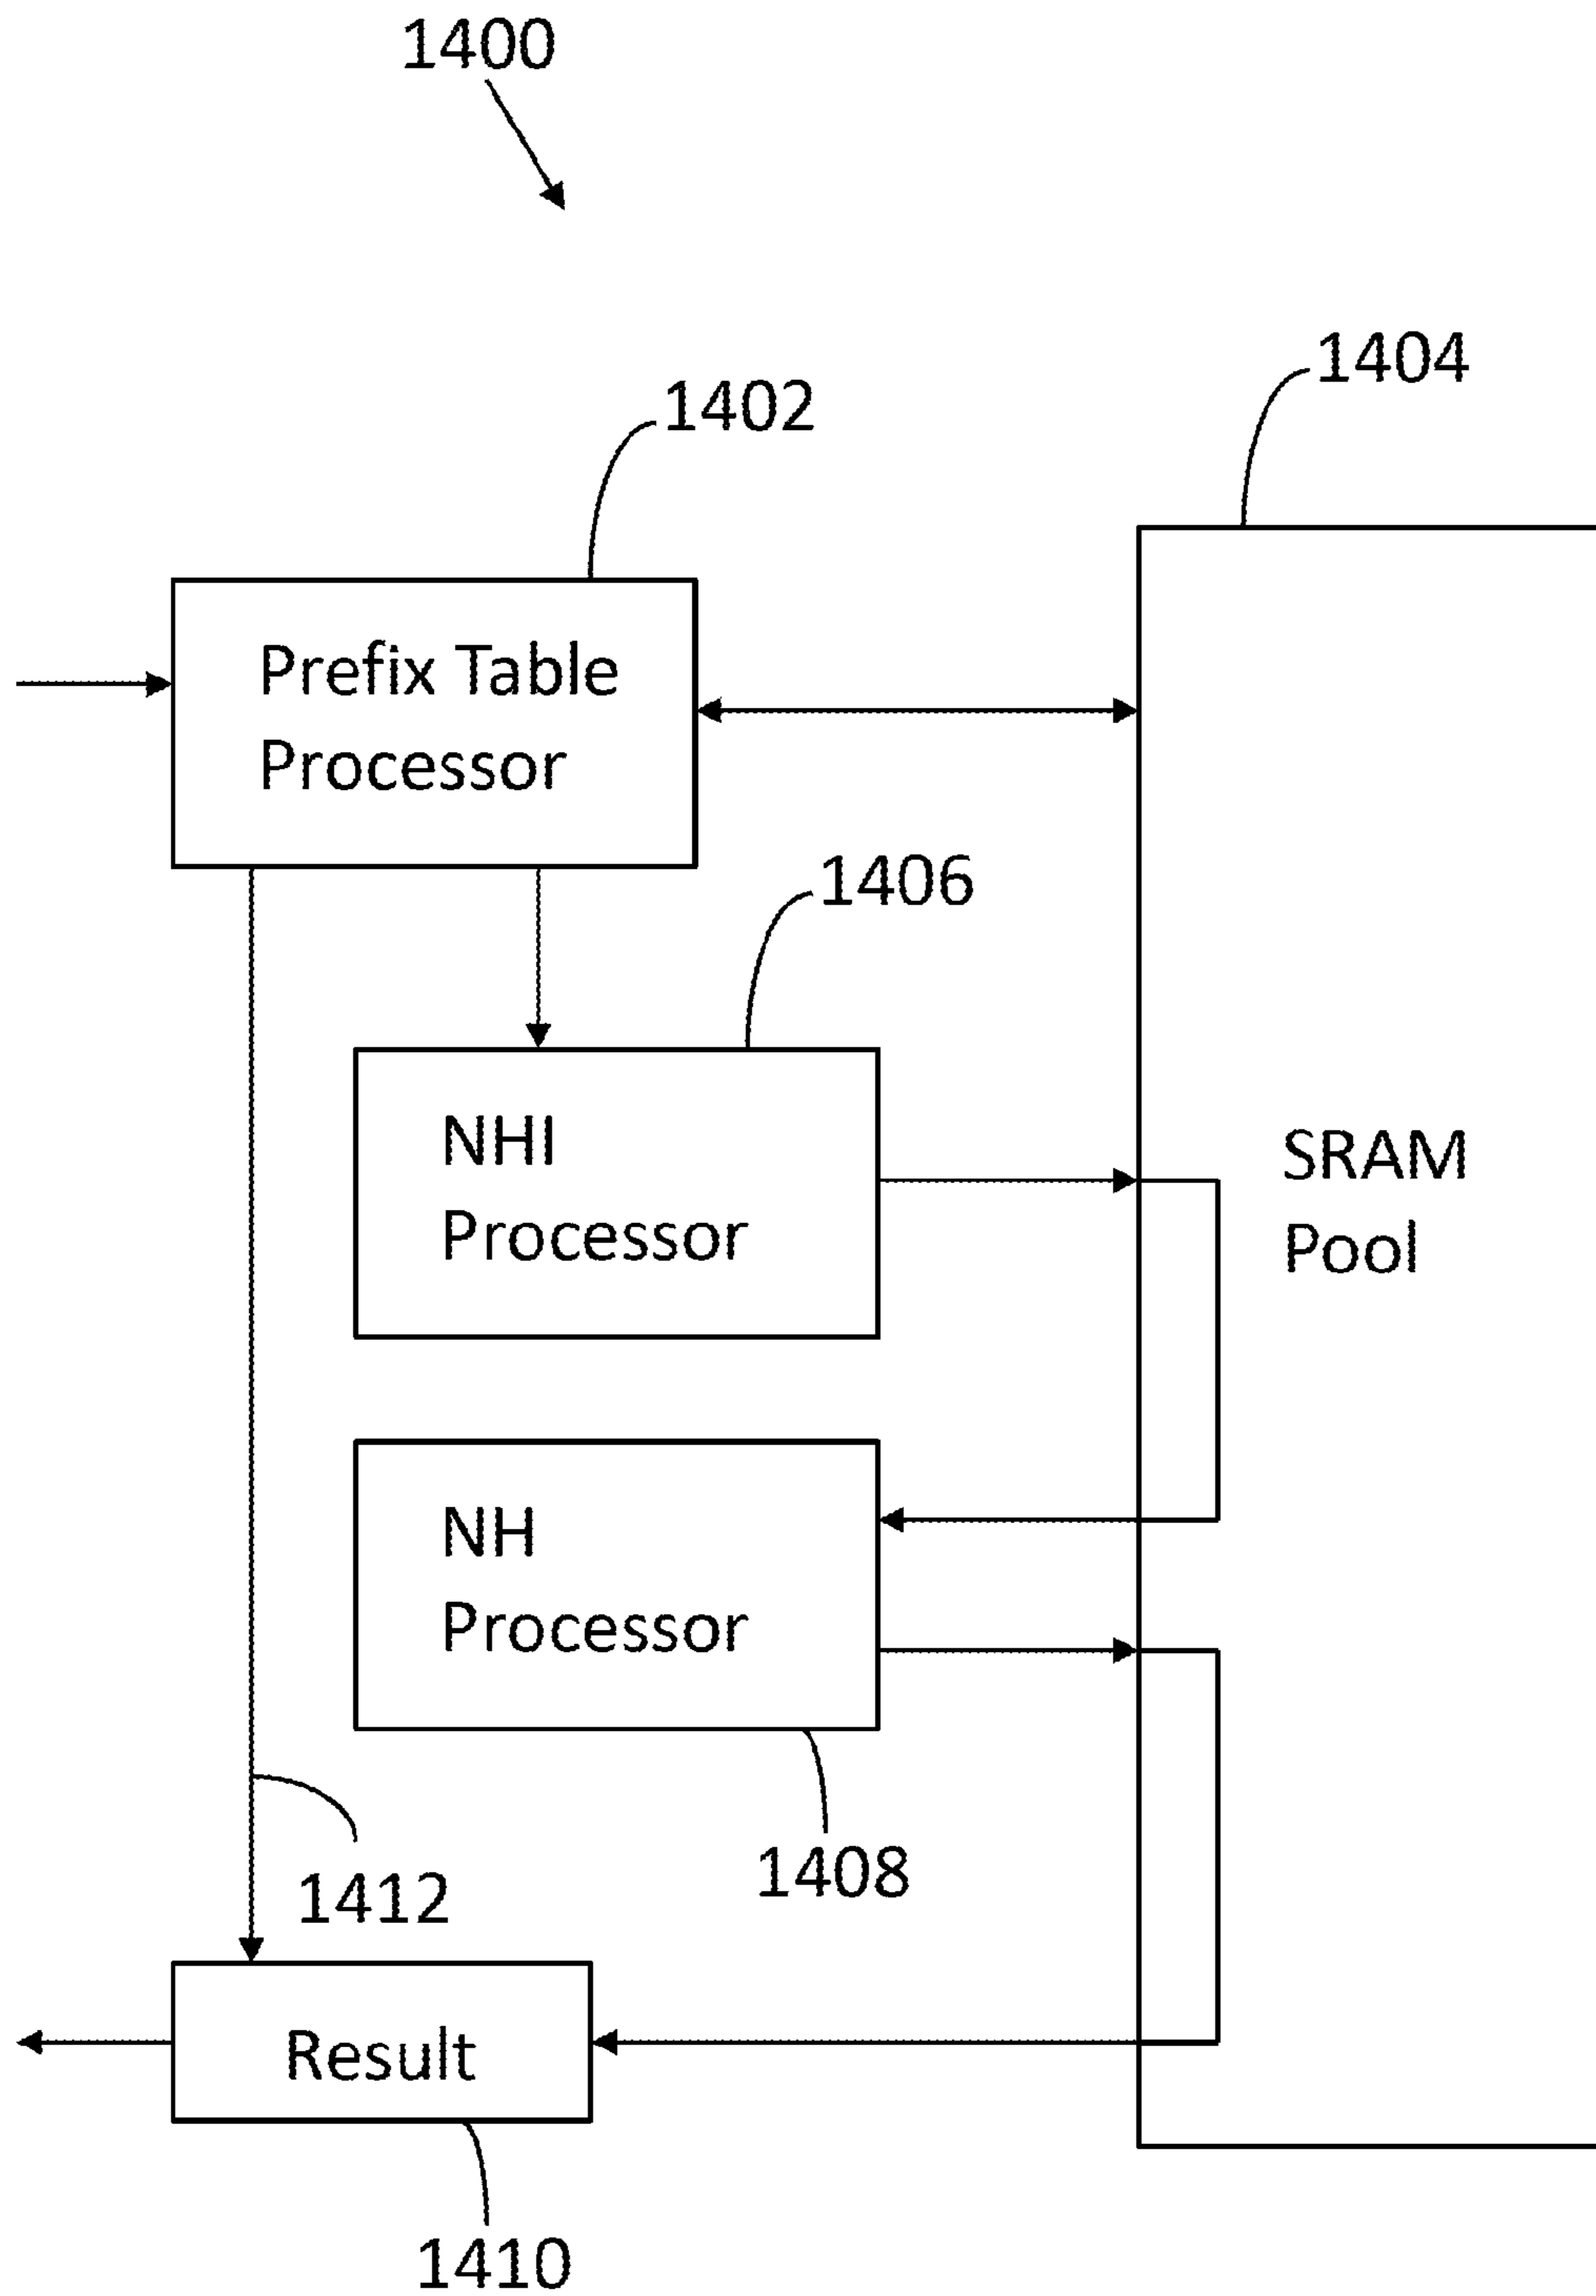 1400
1404
1402
Prefix Table
Processor
1406
NHI
Processor
SRAM
Pool
NH
Processor
1408
1412
Result
1410